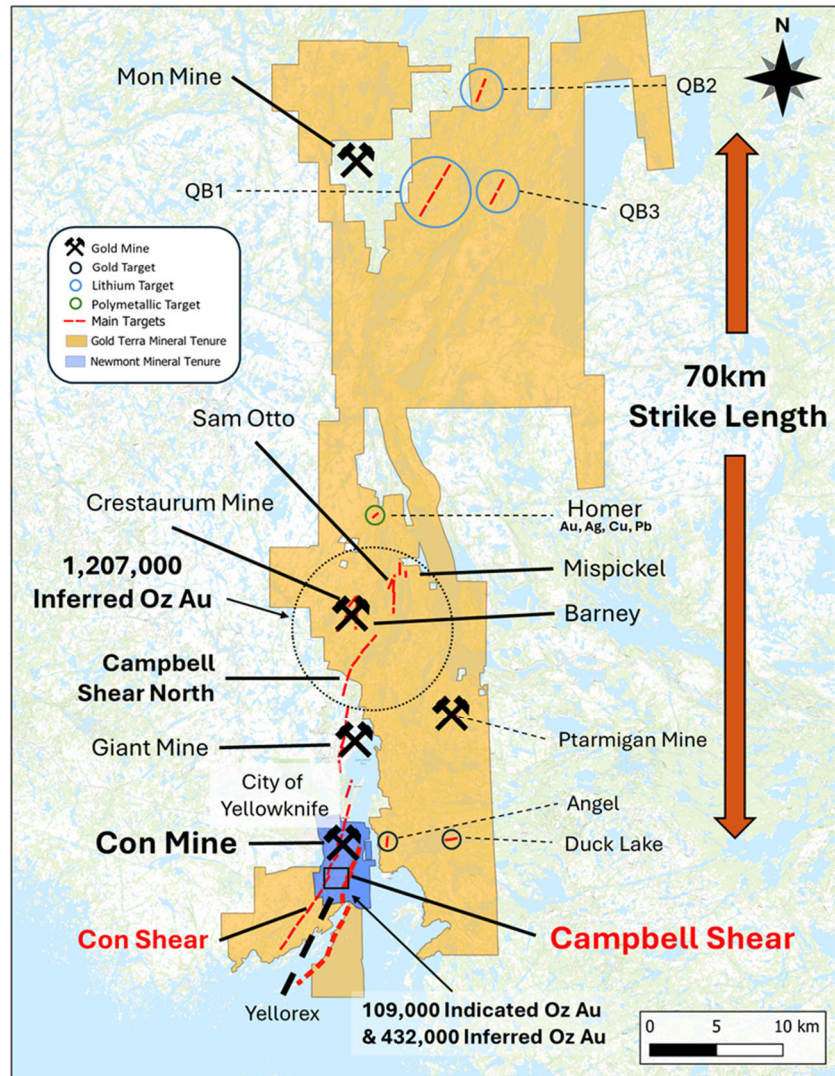 N
Mon Mine
QB2
QB1
QB3
Gold Mine
Gold Target
Lithium Target
Polymetallic Target
Main Targets
Gold Terra Mineral Tenure
Newmont Mineral Tenure
70km
Strike Length
Sam Otto
Crestaurum Mine
Homer
Au, Ag, Cu, Pb
1,207,000
Inferred Oz Au
Mispickel
Barney
Campbell
Shear North
Giant Mine
Ptarmigan Mine
City of
Yellowknife
Angel
Con Mine
Duck Lake
Con Shear
Campbell Shear
Yellorex
109,000 Indicated Oz Au
& 432,000 Inferred Oz Au
0 5 10 km